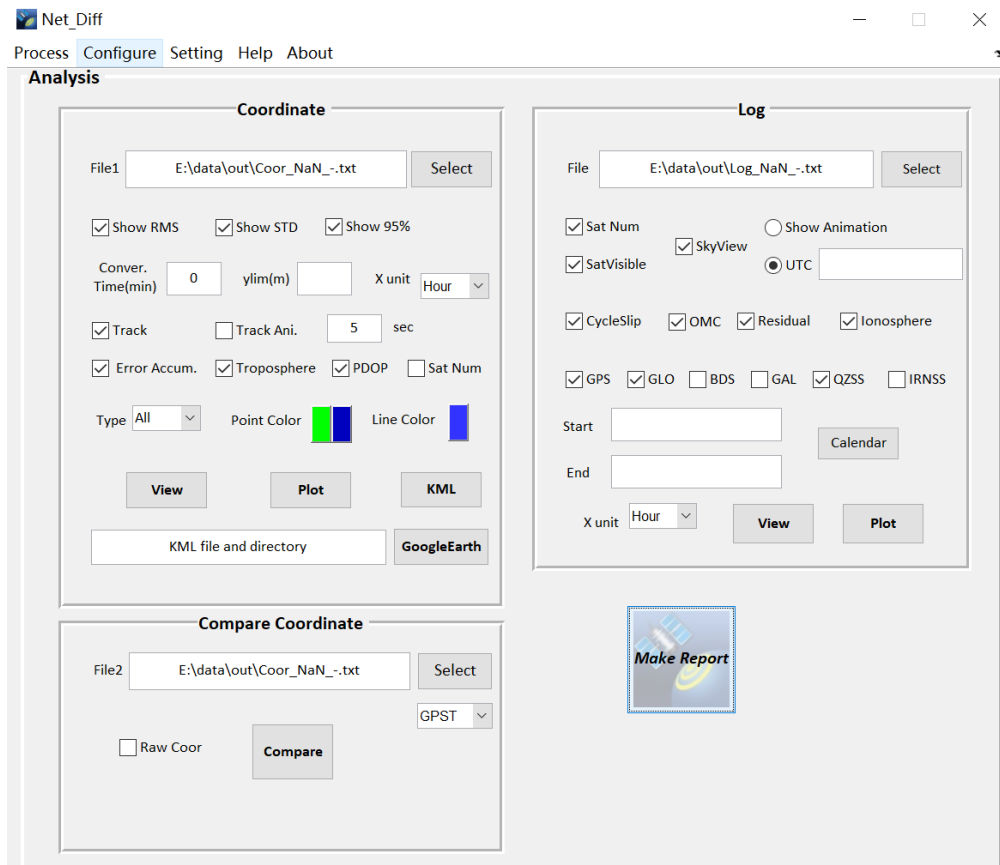 Net_Diff
Process Configure Setting Help About
Analysis
Coordinate
File1 E:\data\out\Coor_NaN_-.txt Select
Show RMS Show STD Show 95%
Conver.
Time(min) 0 ylim(m) X unit Hour
Track Track Ani. 5 sec
Error Accum. Troposphere PDOP Sat Num
Type All Point Color Line Color
View Plot KML
KML file and directory GoogleEarth
Compare Coordinate
File2 E:\data\out\Coor_NaN_-.txt Select
GPST
Raw Coor Compare
Log
File E:\data\out\Log_NaN_-.txt Select
Sat Num SkyView Show Animation
SatVisible UTC
CycleSlip OMC Residual Ionosphere
GPS GLO BDS GAL QZSS IRNSS
Start
Calendar
End
X unit Hour View Plot
Make Report